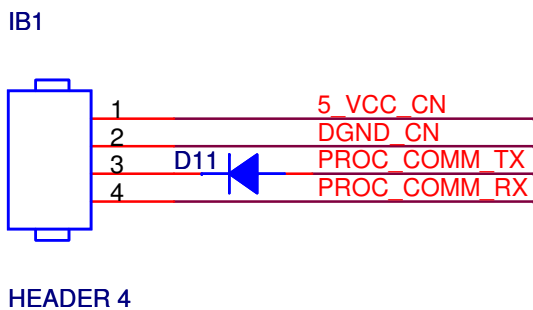 IB1
1 5_VCC_CN
2 DGND_CN
3 D11 PROC_COMM_TX
4 PROC_COMM_RX
HEADER 4